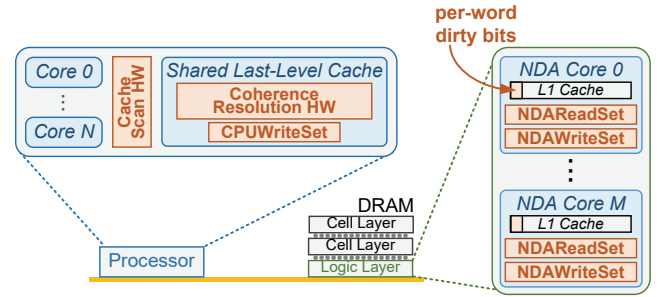 per-word
dirty bits
Core 0
Core N
Cache
Scan HW
Shared Last-Level Cache
Coherence
Resolution HW
CPUWriteSet
NDA Core 0
L1 Cache
NDAReadSet
NDAWriteSet
NDA Core M
L1 Cache
NDAReadSet
NDAWriteSet
DRAM
Cell Layer
Cell Layer
Logic Layer
Processor